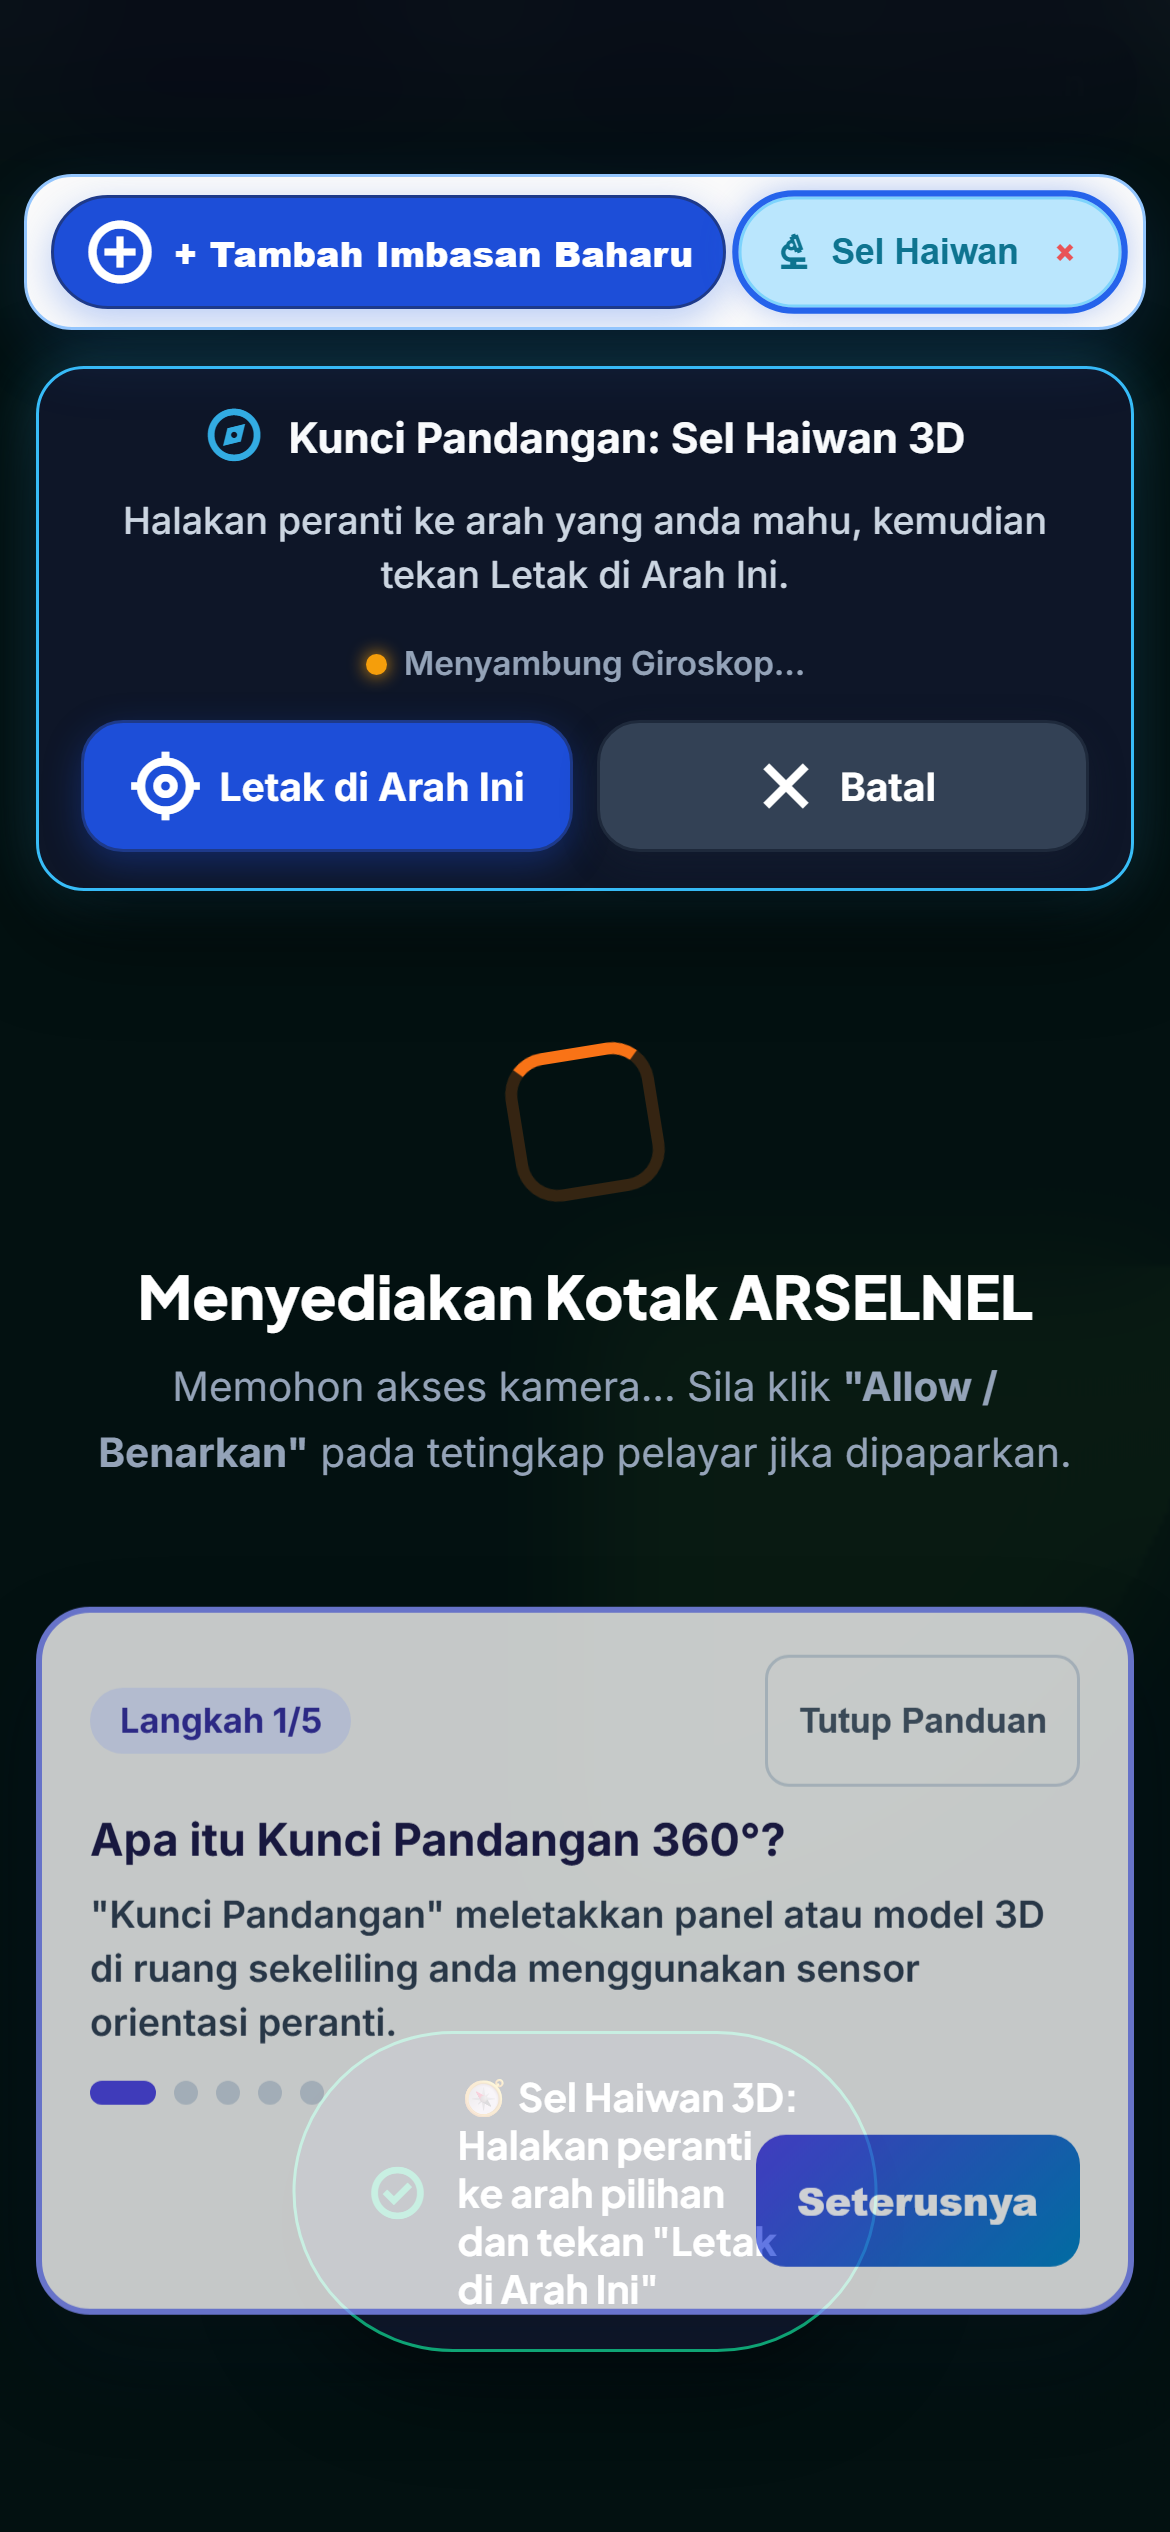 + Tambah Imbasan Baharu
Sel Haiwan ×
Kunci Pandangan: Sel Haiwan 3D
Halakan peranti ke arah yang anda mahu, kemudian
tekan Letak di Arah Ini.
Menyambung Giroskop...
Letak di Arah Ini
Batal
Menyediakan Kotak ARSELNEL
Memohon akses kamera... Sila klik "Allow /
Benarkan" pada tetingkap pelayar jika dipaparkan.
Langkah 1/5
Tutup Panduan
Apa itu Kunci Pandangan 360°?
"Kunci Pandangan" meletakkan panel atau model 3D
di ruang sekeliling anda menggunakan sensor
orientasi peranti.
Sel Haiwan 3D:
Halakan peranti
ke arah pilihan
dan tekan "Letak
di Arah Ini"
Seterusnya